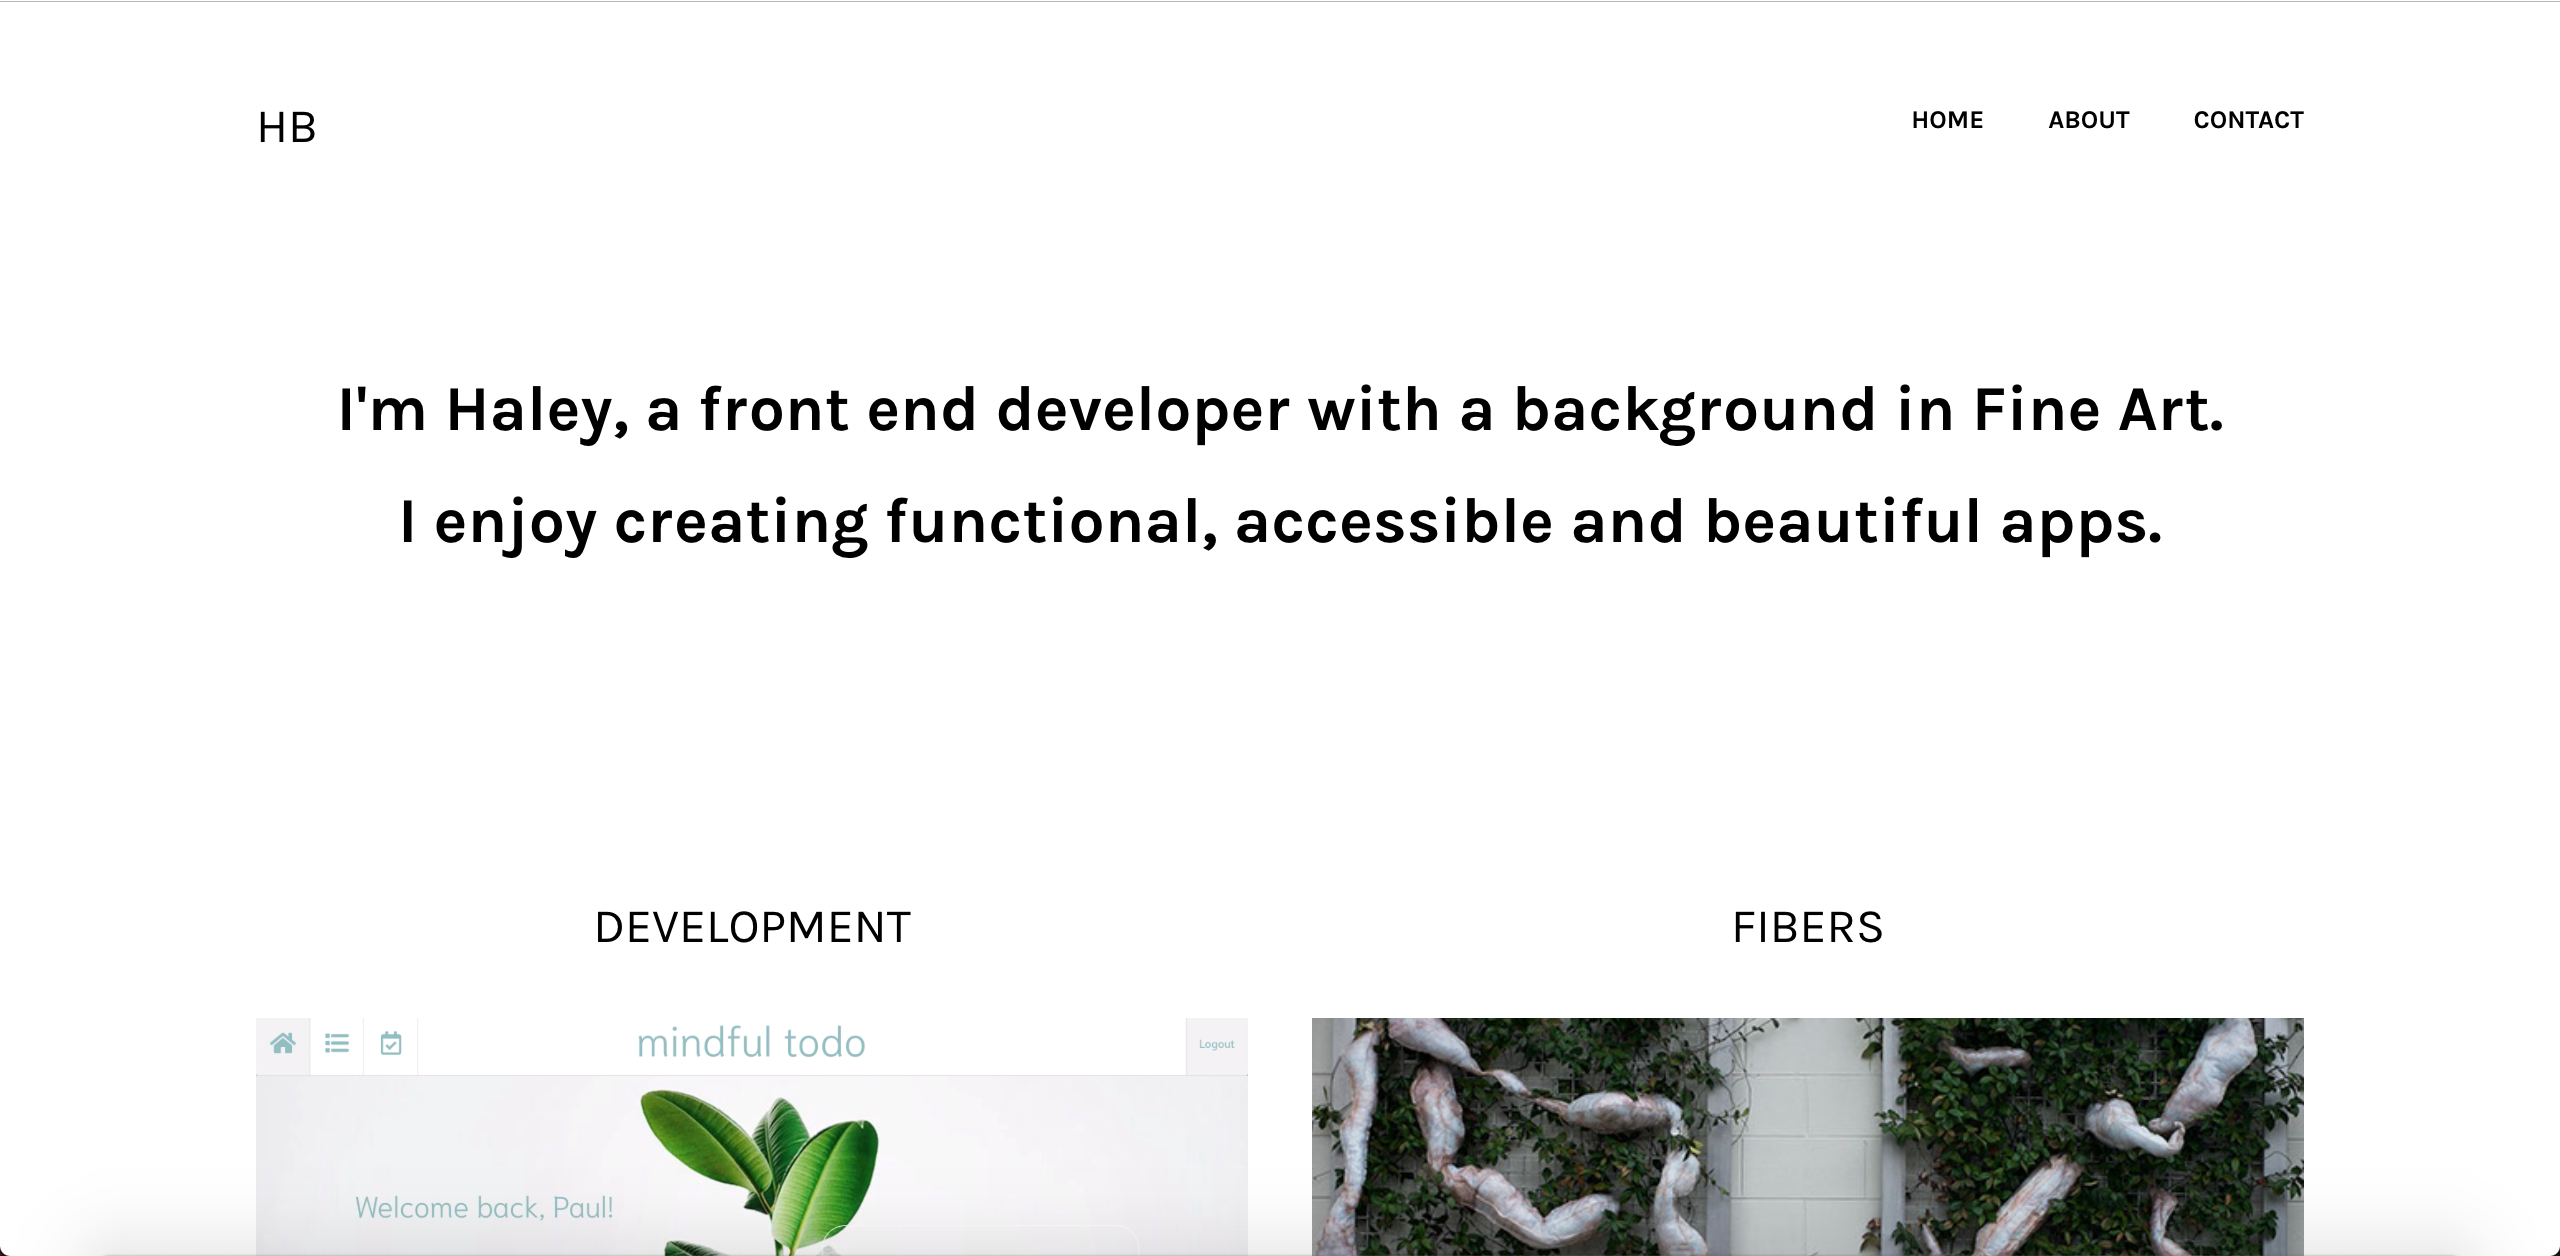 HB
HOME ABOUT CONTACT
I'm Haley, a front end developer with a background in Fine Art.
I enjoy creating functional, accessible and beautiful apps.
DEVELOPMENT
FIBERS
mindful todo
Logout
Welcome back, Paul!